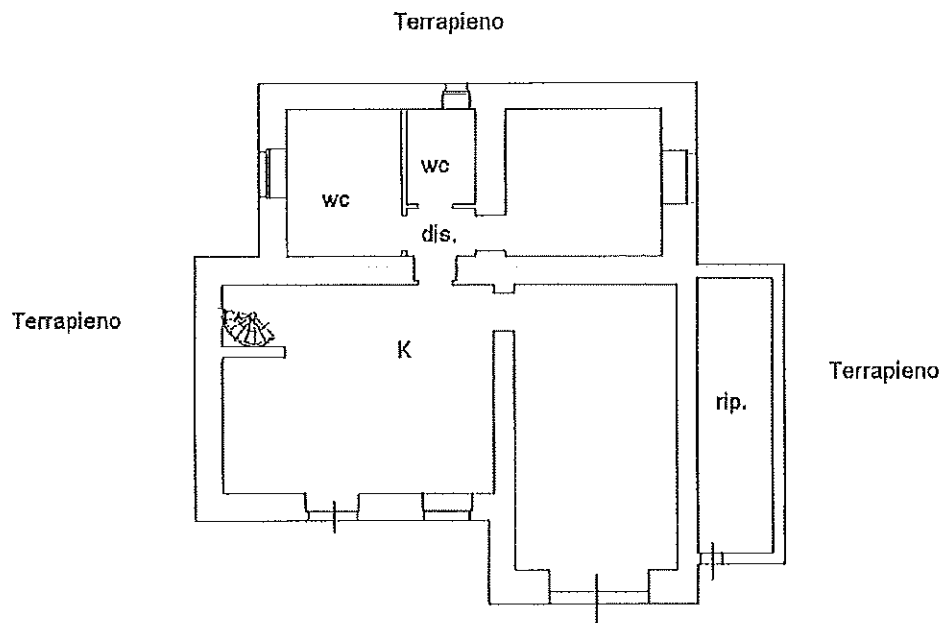 Terrapieno
wc
wc
dis.
Terrapieno
K
Terrapieno
rip.